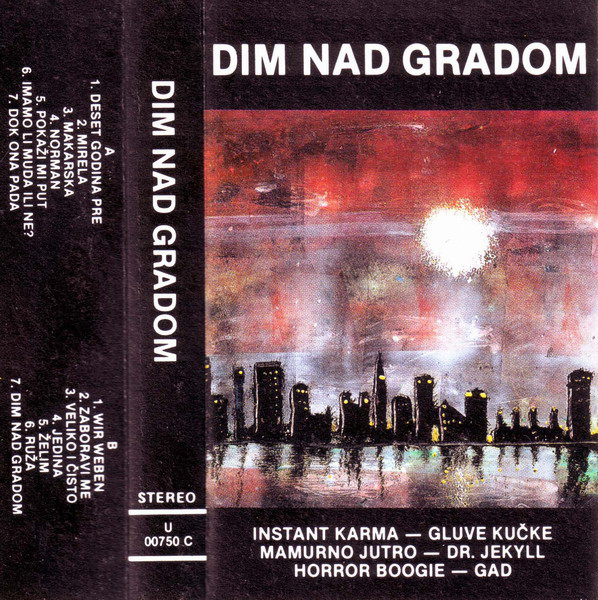 DIM NAD GRADOM
INSTANT KARMA — GLUVE KUČKE
MAMURNO JUTRO — DR. JEKYLL
HORROR BOOGIE — GAD
DIM NAD GRADOM
STEREO
U
00750 C
A
1. DESET GODINA PRE
2. MIRELA
3. MAKARSKA
4. NORMAN
5. POKAŽI MI PUT
6. IMAMO LI MUDA ILI NE?
7. DOK ONA PADA
B
1. WIR WEBEN
2. ZABORAVI ME
3. VELIKO I ČISTO
4. JEDINA
5. ŽELIM
6. RUŽA
7. DIM NAD GRADOM